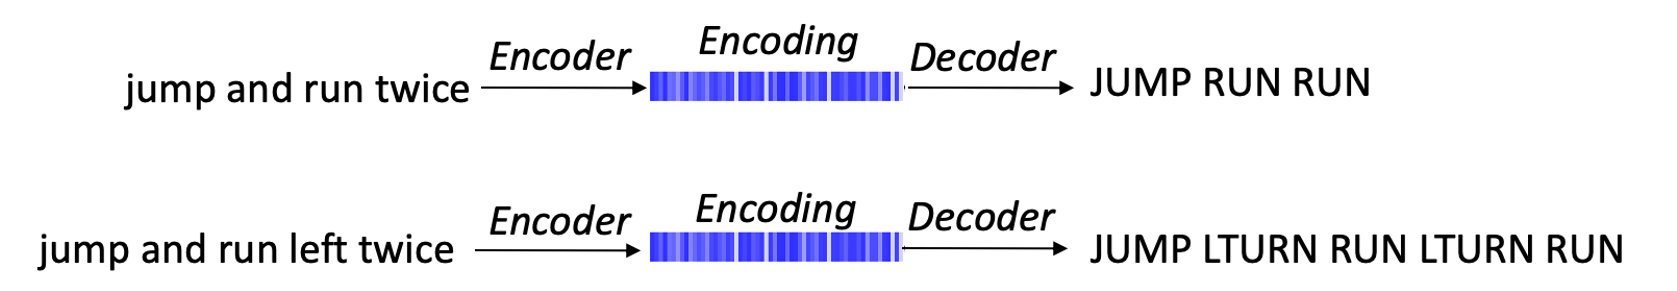 jump and run twice Encoder Encoding Decoder JUMP RUN RUN
jump and run left twice Encoder Encoding Decoder JUMP LTURN RUN LTURN RUN